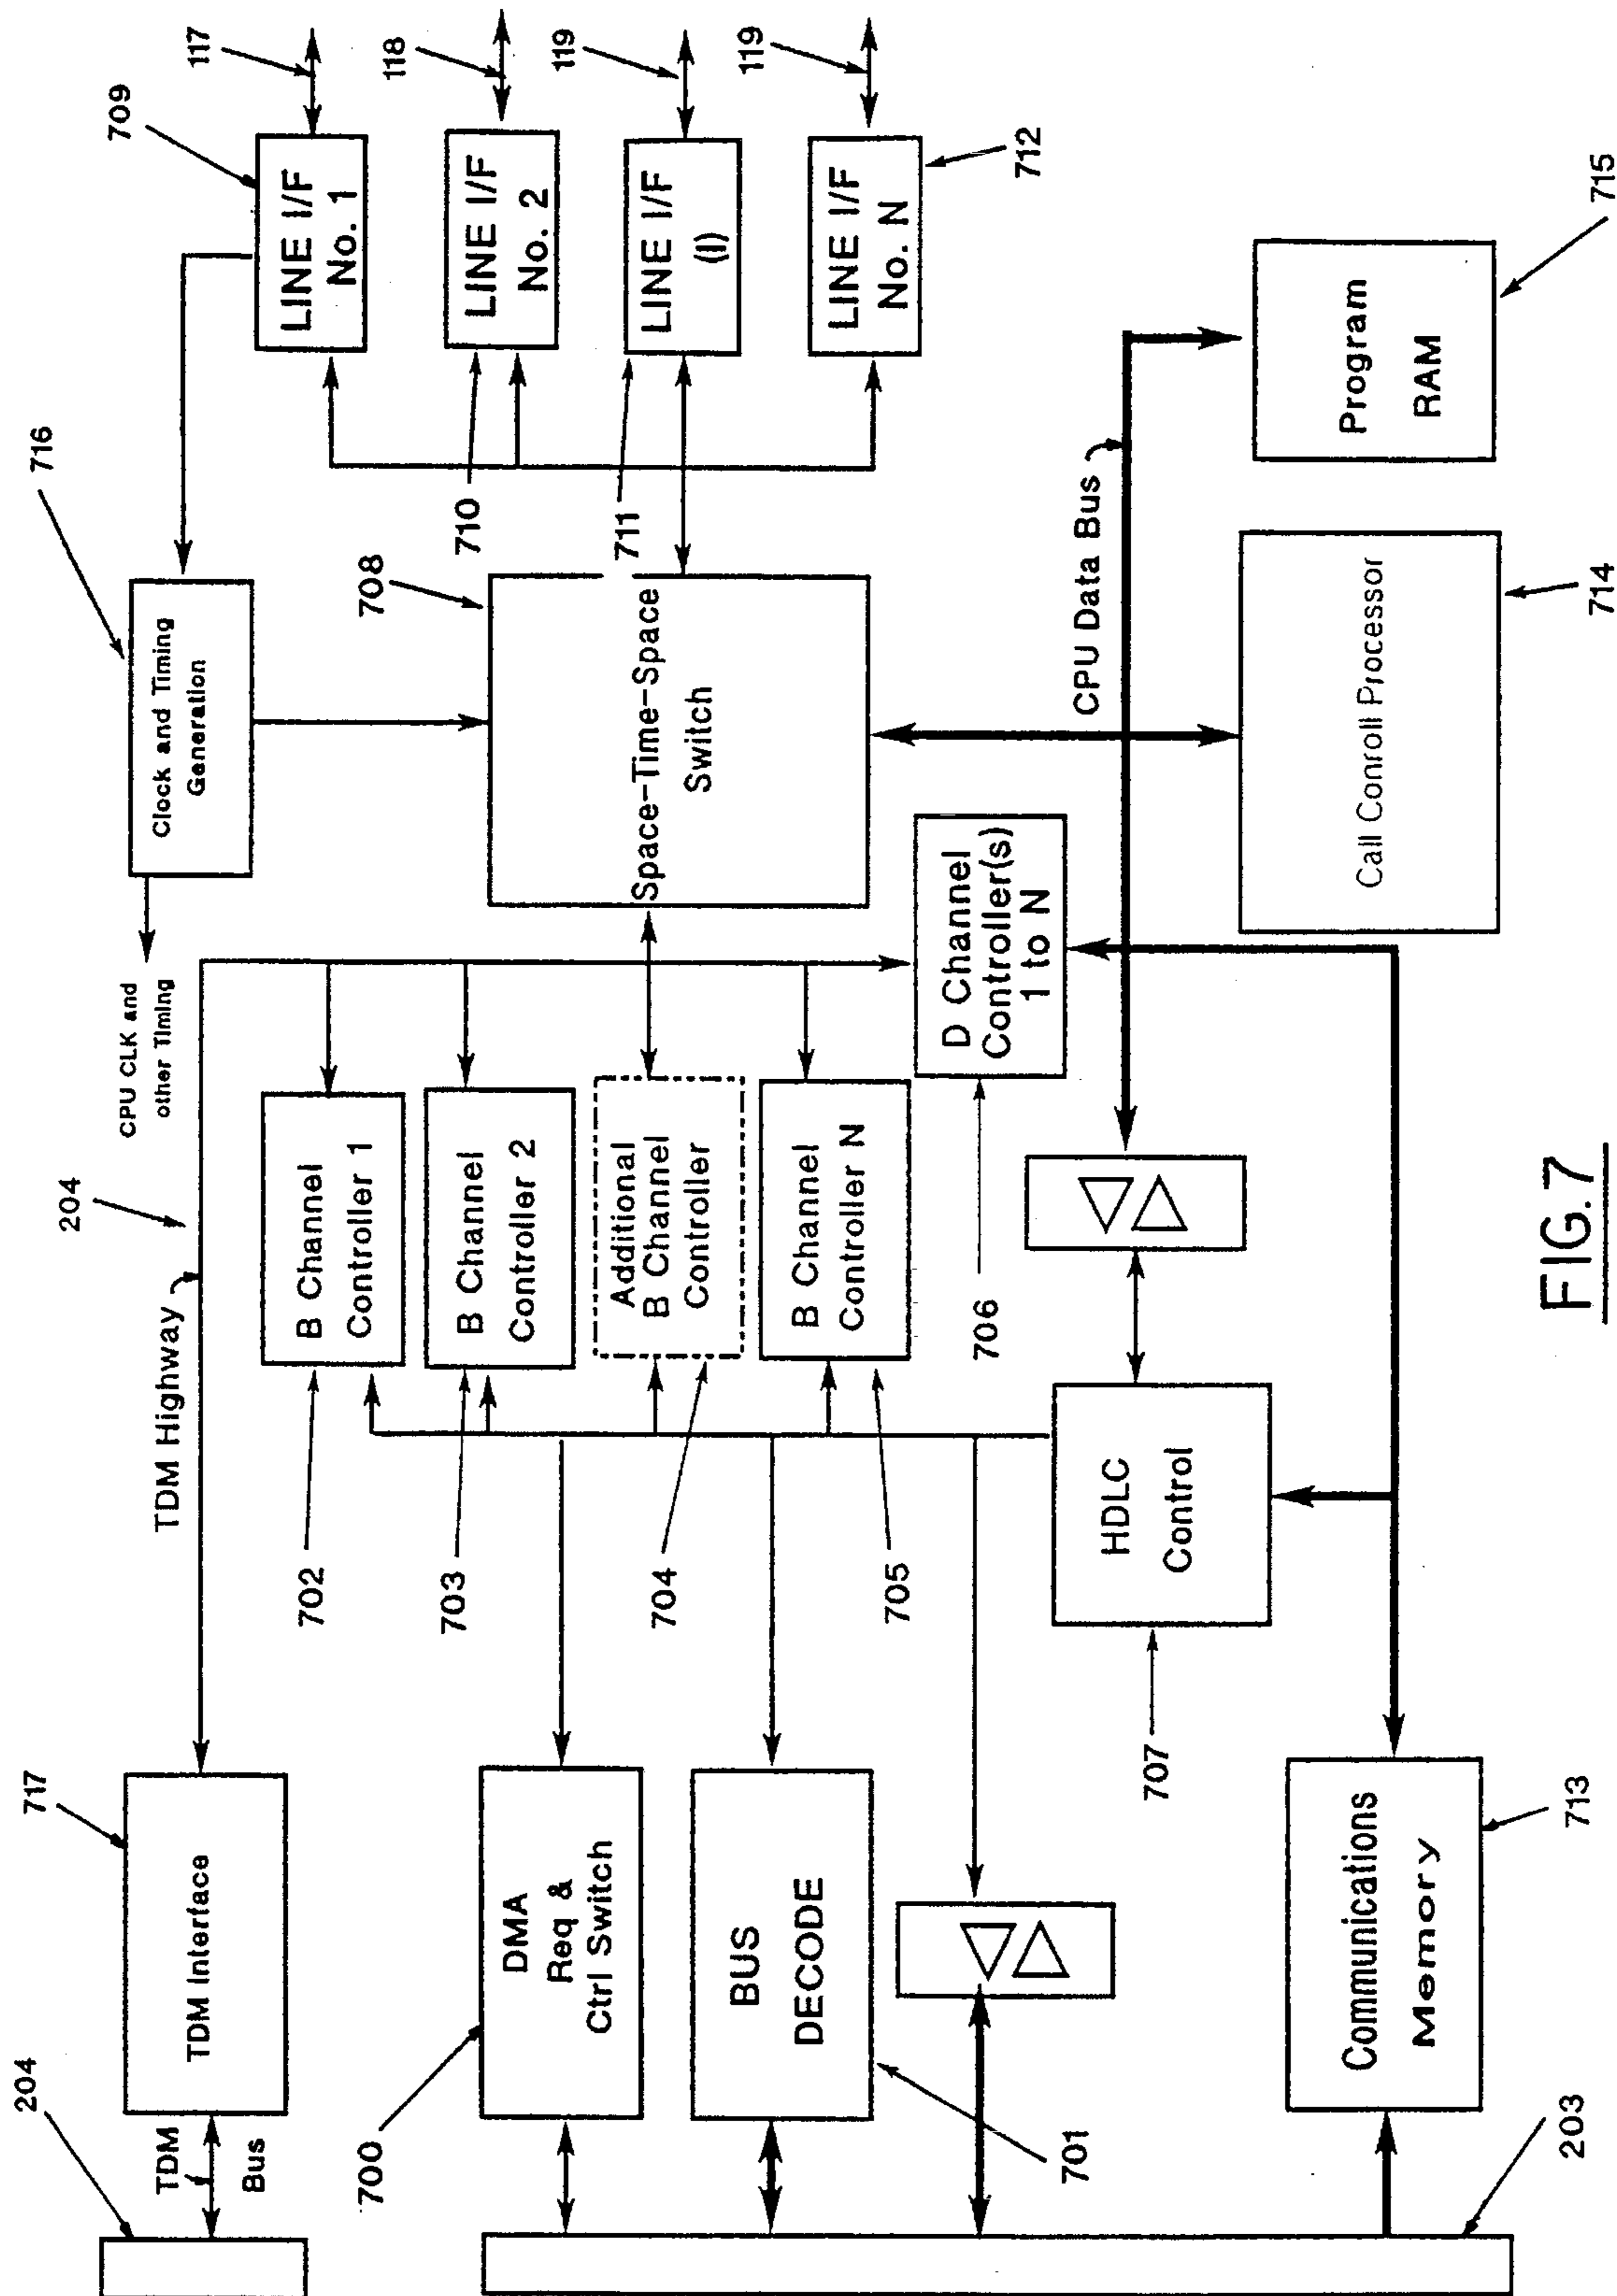 204
TDM
Bus
717
TDM Interface
TDM Highway
204
CPU CLK and
other Timing
716
Clock and Timing
Generation
709
LINE I/F
No. 1
117
LINE I/F
No. 2
118
710
LINE I/F
(I)
119
711
LINE I/F
No. N
119
712
708
Space-Time-Space
Switch
B Channel
Controller 1
702
B Channel
Controller 2
703
Additional
B Channel
Controller
704
B Channel
Controller N
705
D Channel
Controller(s)
1 to N
706
700
DMA
Req &
Ctrl Switch
BUS
DECODE
701
HDLC
Control
707
CPU Data Bus
Call Conroll Processor
714
Program
RAM
715
Communications
Memory
713
203
FIG.7